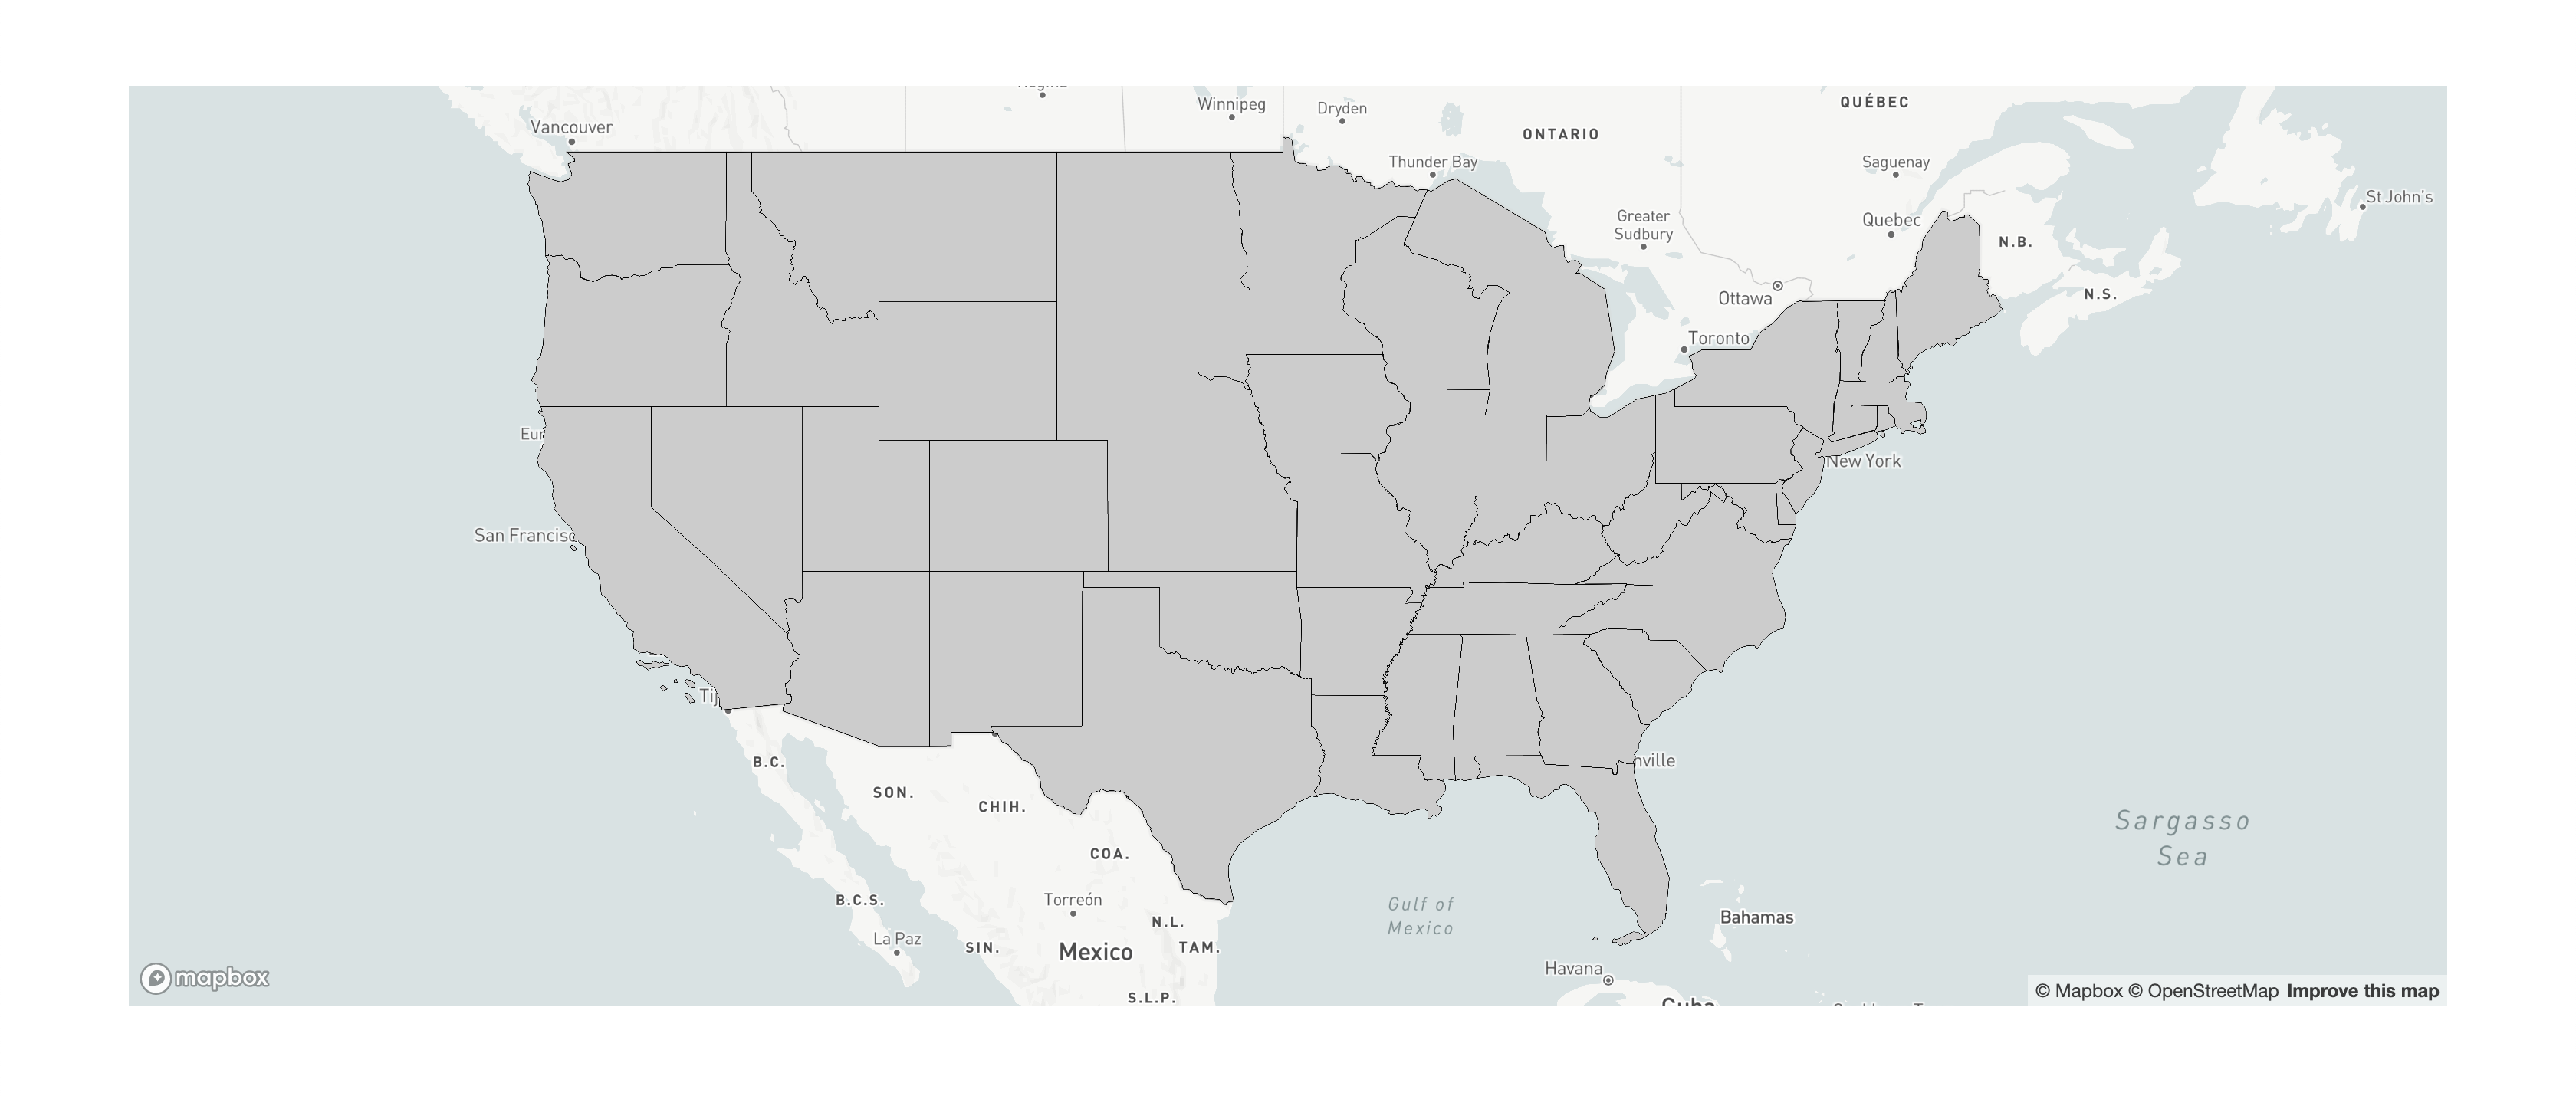 Vancouver
Winnipeg
Dryden
ONTARIO
QUÉBEC
Thunder Bay
Saguenay
St John's
Greater
Sudbury
Quebec
N.B.
N.S.
Ottawa
Toronto
Eur
New York
San Francisc
Tij
B.C.
nville
SON.
CHIH.
Sargasso
Sea
COA.
B.C.S.
Torreón
Gulf of
Mexico
N.L.
Bahamas
La Paz
SIN.
Mexico
TAM.
Havana
mapbox
S.L.P.
© Mapbox © OpenStreetMap Improve this map